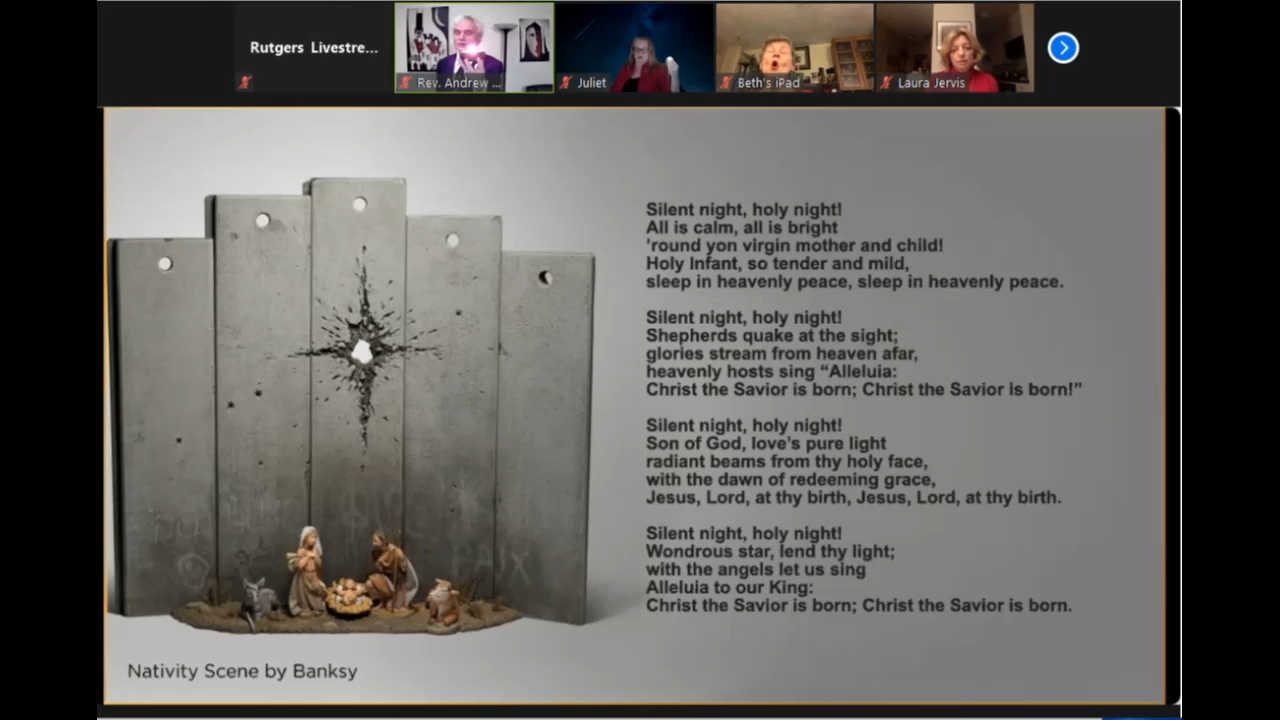 Rutgers Livestre...
Rev. Andrew ...
Juliet
Beth's iPad
Laura Jervis
Silent night, holy night!
All is calm, all is bright
'round yon virgin mother and child!
Holy Infant, so tender and mild,
sleep in heavenly peace, sleep in heavenly peace.
Silent night, holy night!
Shepherds quake at the sight;
glories stream from heaven afar,
heavenly hosts sing “Alleluia:
Christ the Savior is born; Christ the Savior is born!”
Silent night, holy night!
Son of God, love's pure light
radiant beams from thy holy face,
with the dawn of redeeming grace,
Jesus, Lord, at thy birth, Jesus, Lord, at thy birth.
Silent night, holy night!
Wondrous star, lend thy light;
with the angels let us sing
Alleluia to our King:
Christ the Savior is born; Christ the Savior is born.
PAIX
Nativity Scene by Banksy